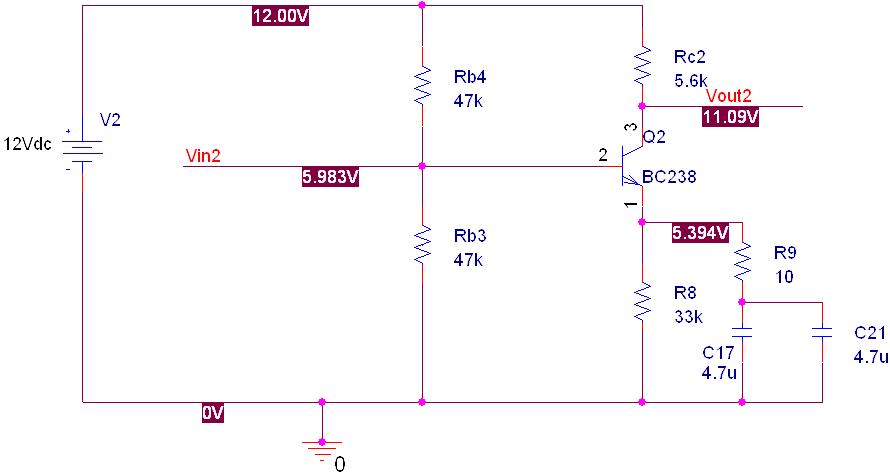 12.00V
Rc2
5.6k
Rb4
47k
Vout2
11.09V
V2
+
12Vdc
-
3
Q2
Vin2
2
5.983V
BC238
1
5.394V
Rb3
47k
R9
10
R8
33k
C17
4.7u
C21
4.7u
0V
0